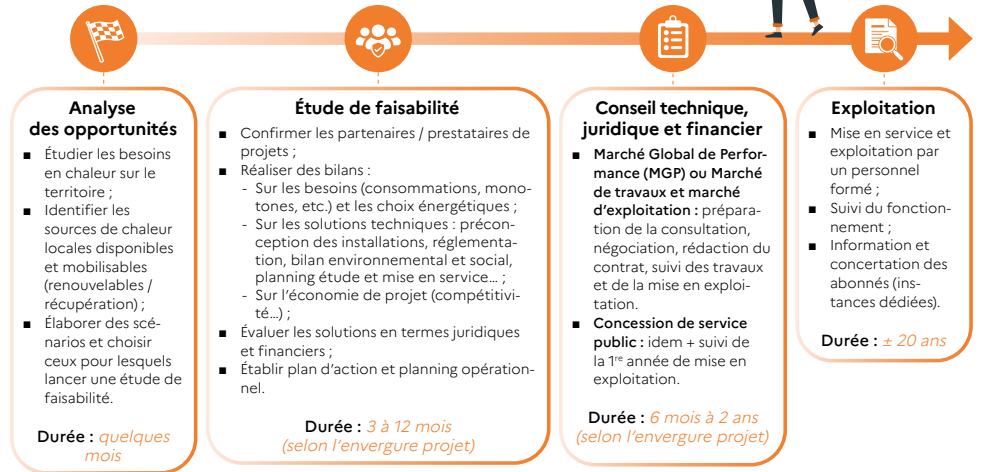 Analyse
des opportunités
▪ Étudier les besoins
en chaleur sur le
territoire ;
▪ Identifier les
sources de chaleur
locales disponibles
et mobilisables
(renouvelables /
récupération) ;
▪ Élaborer des scé-
narios et choisir
ceux pour lesquels
lancer une étude de
faisabilité.
Durée : quelques
mois
Étude de faisabilité
▪ Confirmer les partenaires / prestataires de
projets ;
▪ Réaliser des bilans :
- Sur les besoins (consommations, mono-
tones, etc.) et les choix énergétiques ;
- Sur les solutions techniques : précon-
ception des installations, réglementa-
tion, bilan environnemental et social,
planning étude et mise en service… ;
- Sur l’économie de projet (compétitivi-
té…) ;
▪ Évaluer les solutions en termes juridiques
et financiers ;
▪ Établir plan d’action et planning opération-
nel.
Durée : 3 à 12 mois
(selon l’envergure projet)
Conseil technique,
juridique et financier
▪ Marché Global de Perfor-
mance (MGP) ou Marché
de travaux et marché
d’exploitation : prépara-
tion de la consultation,
négociation, rédaction du
contrat, suivi des travaux
et de la mise en exploi-
tation.
▪ Concession de service
public : idem + suivi de
la 1re année de mise en
exploitation.
Durée : 6 mois à 2 ans
(selon l’envergure projet)
Exploitation
▪ Mise en service et
exploitation par
un personnel
formé ;
▪ Suivi du fonction-
nement ;
▪ Information et
concertation des
abonnés (ins-
tances dédiées).
Durée : ± 20 ans